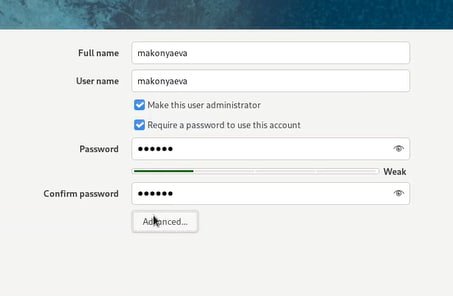 Full name makonyaeva
User name makonyaeva
Make this user administrator
Require a password to use this account
Password ••••••
Weak
Confirm password ••••••
Advanced...